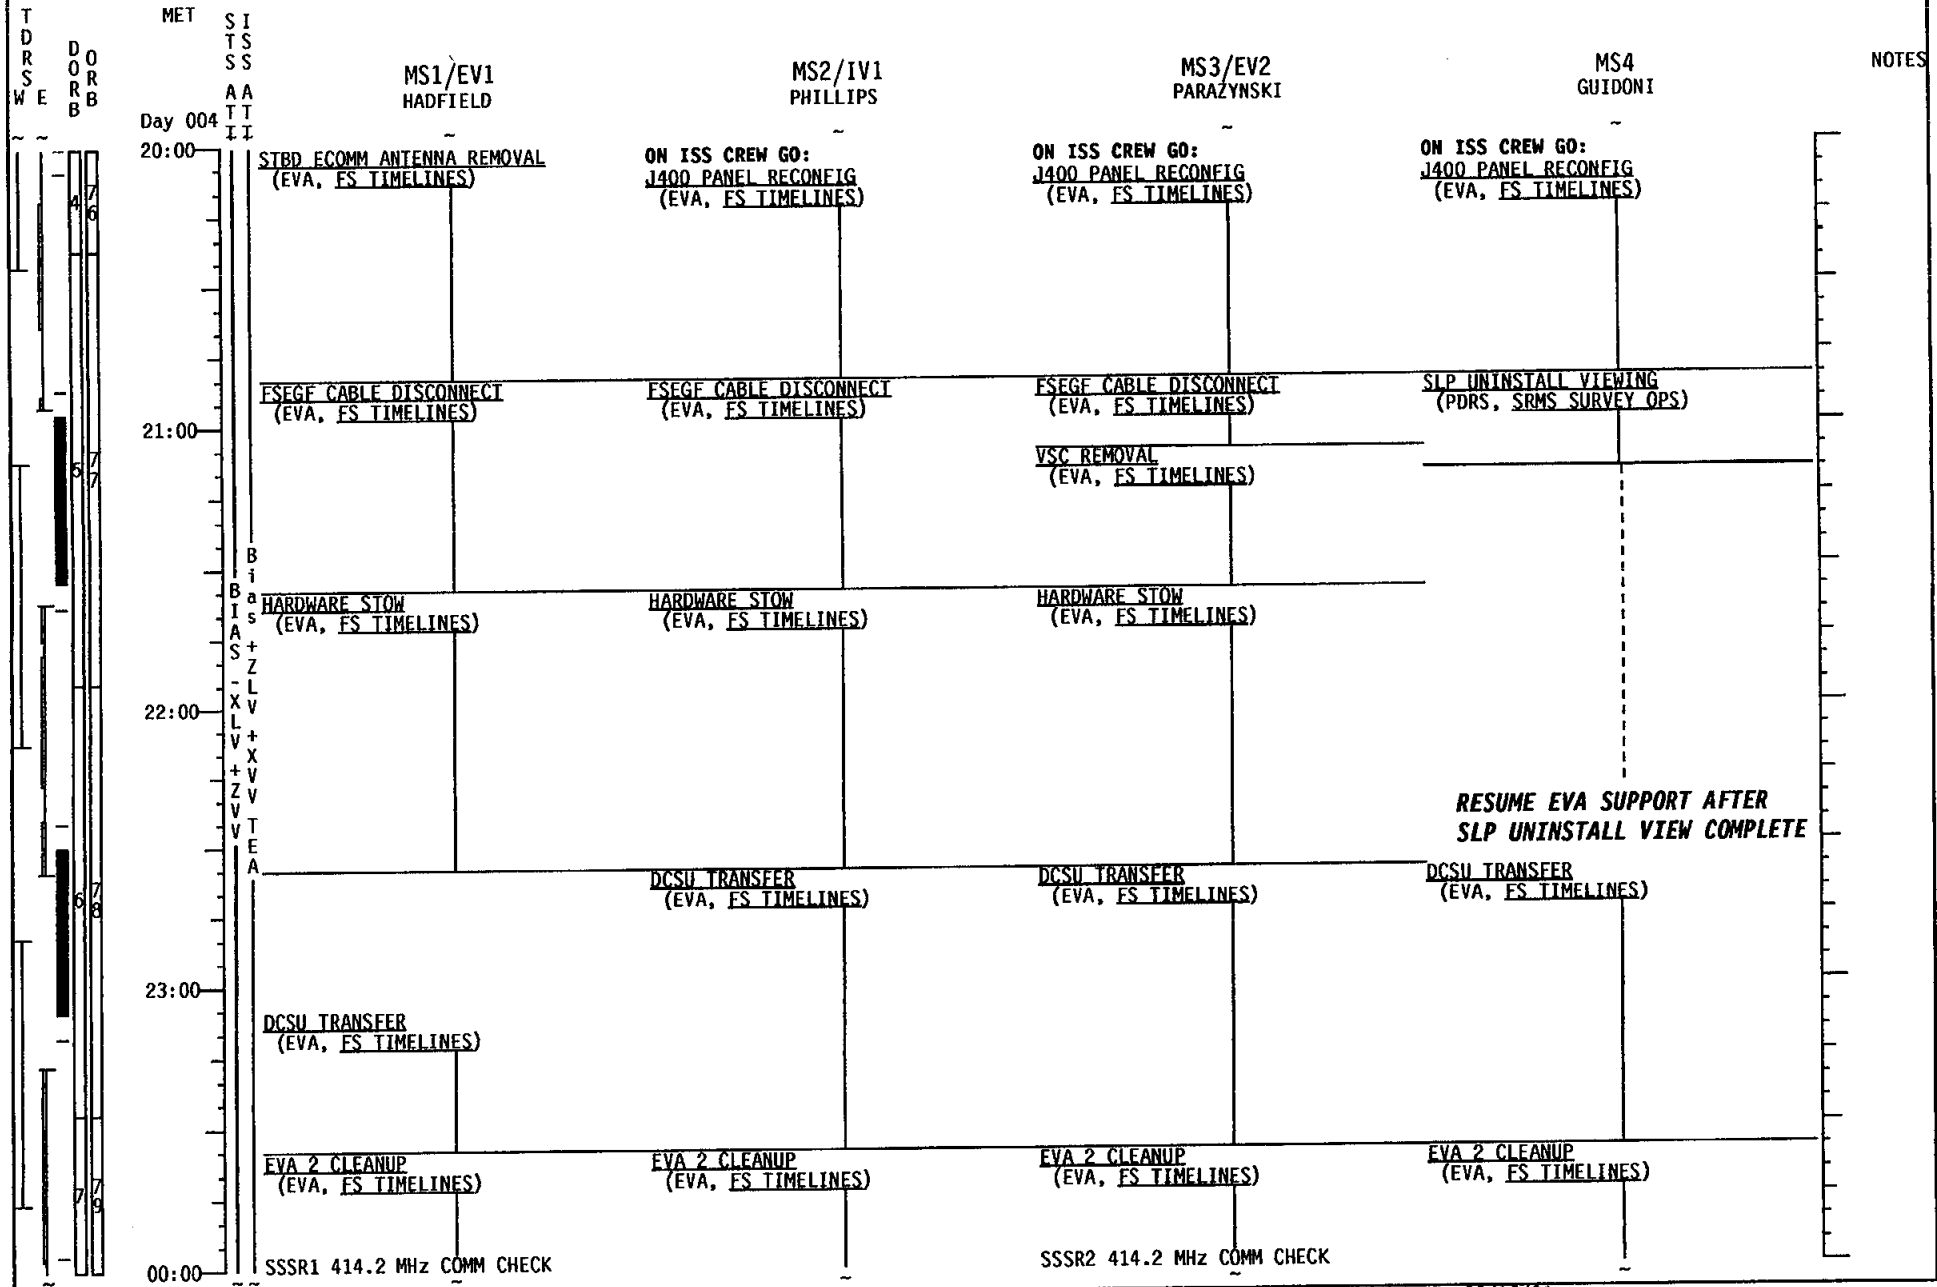 TDRS
W E
DORB
ORB
MET
STS ATT
ISS ATT
MS1/EV1
HADFIELD
MS2/IV1
PHILLIPS
MS3/EV2
PARAZYNSKI
MS4
GUIDONI
NOTES
Day 004
20:00
STBD ECOMM ANTENNA REMOVAL
(EVA, FS TIMELINES)
ON ISS CREW GO:
J400 PANEL RECONFIG
(EVA, FS TIMELINES)
ON ISS CREW GO:
J400 PANEL RECONFIG
(EVA, FS TIMELINES)
ON ISS CREW GO:
J400 PANEL RECONFIG
(EVA, FS TIMELINES)
4
76
FSEGF CABLE DISCONNECT
(EVA, FS TIMELINES)
FSEGF CABLE DISCONNECT
(EVA, FS TIMELINES)
FSEGF CABLE DISCONNECT
(EVA, FS TIMELINES)
SLP UNINSTALL VIEWING
(PDRS, SRMS SURVEY OPS)
21:00
5
77
VSC REMOVAL
(EVA, FS TIMELINES)
BIAS -XLV +ZVV
Bias +ZLV +XVV TEA
HARDWARE STOW
(EVA, FS TIMELINES)
HARDWARE STOW
(EVA, FS TIMELINES)
HARDWARE STOW
(EVA, FS TIMELINES)
22:00
RESUME EVA SUPPORT AFTER
SLP UNINSTALL VIEW COMPLETE
6
78
DCSU TRANSFER
(EVA, FS TIMELINES)
DCSU TRANSFER
(EVA, FS TIMELINES)
DCSU TRANSFER
(EVA, FS TIMELINES)
23:00
DCSU TRANSFER
(EVA, FS TIMELINES)
7
79
EVA 2 CLEANUP
(EVA, FS TIMELINES)
EVA 2 CLEANUP
(EVA, FS TIMELINES)
EVA 2 CLEANUP
(EVA, FS TIMELINES)
EVA 2 CLEANUP
(EVA, FS TIMELINES)
00:00
SSSR1 414.2 MHz COMM CHECK
SSSR2 414.2 MHz COMM CHECK